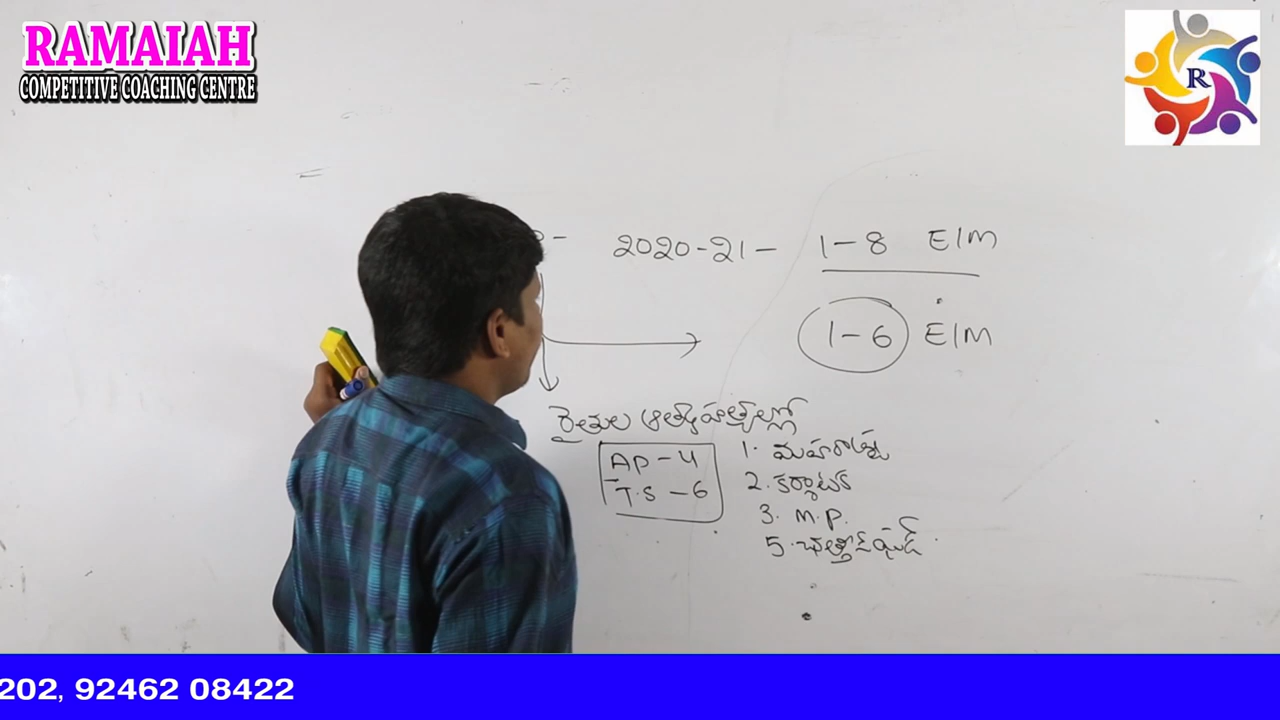 RAMAIAH
COMPETITIVE COACHING CENTRE
R
2020-21- 1-8 E/M
1-6 E/M
రైతుల ఆత్మహత్యల్లో
AP-4
T.S-6
1. మహరాష్ట్ర
2. కర్ణాటక
3. M.P.
5. ఛత్తీస్‌ఘడ్
202, 92462 08422